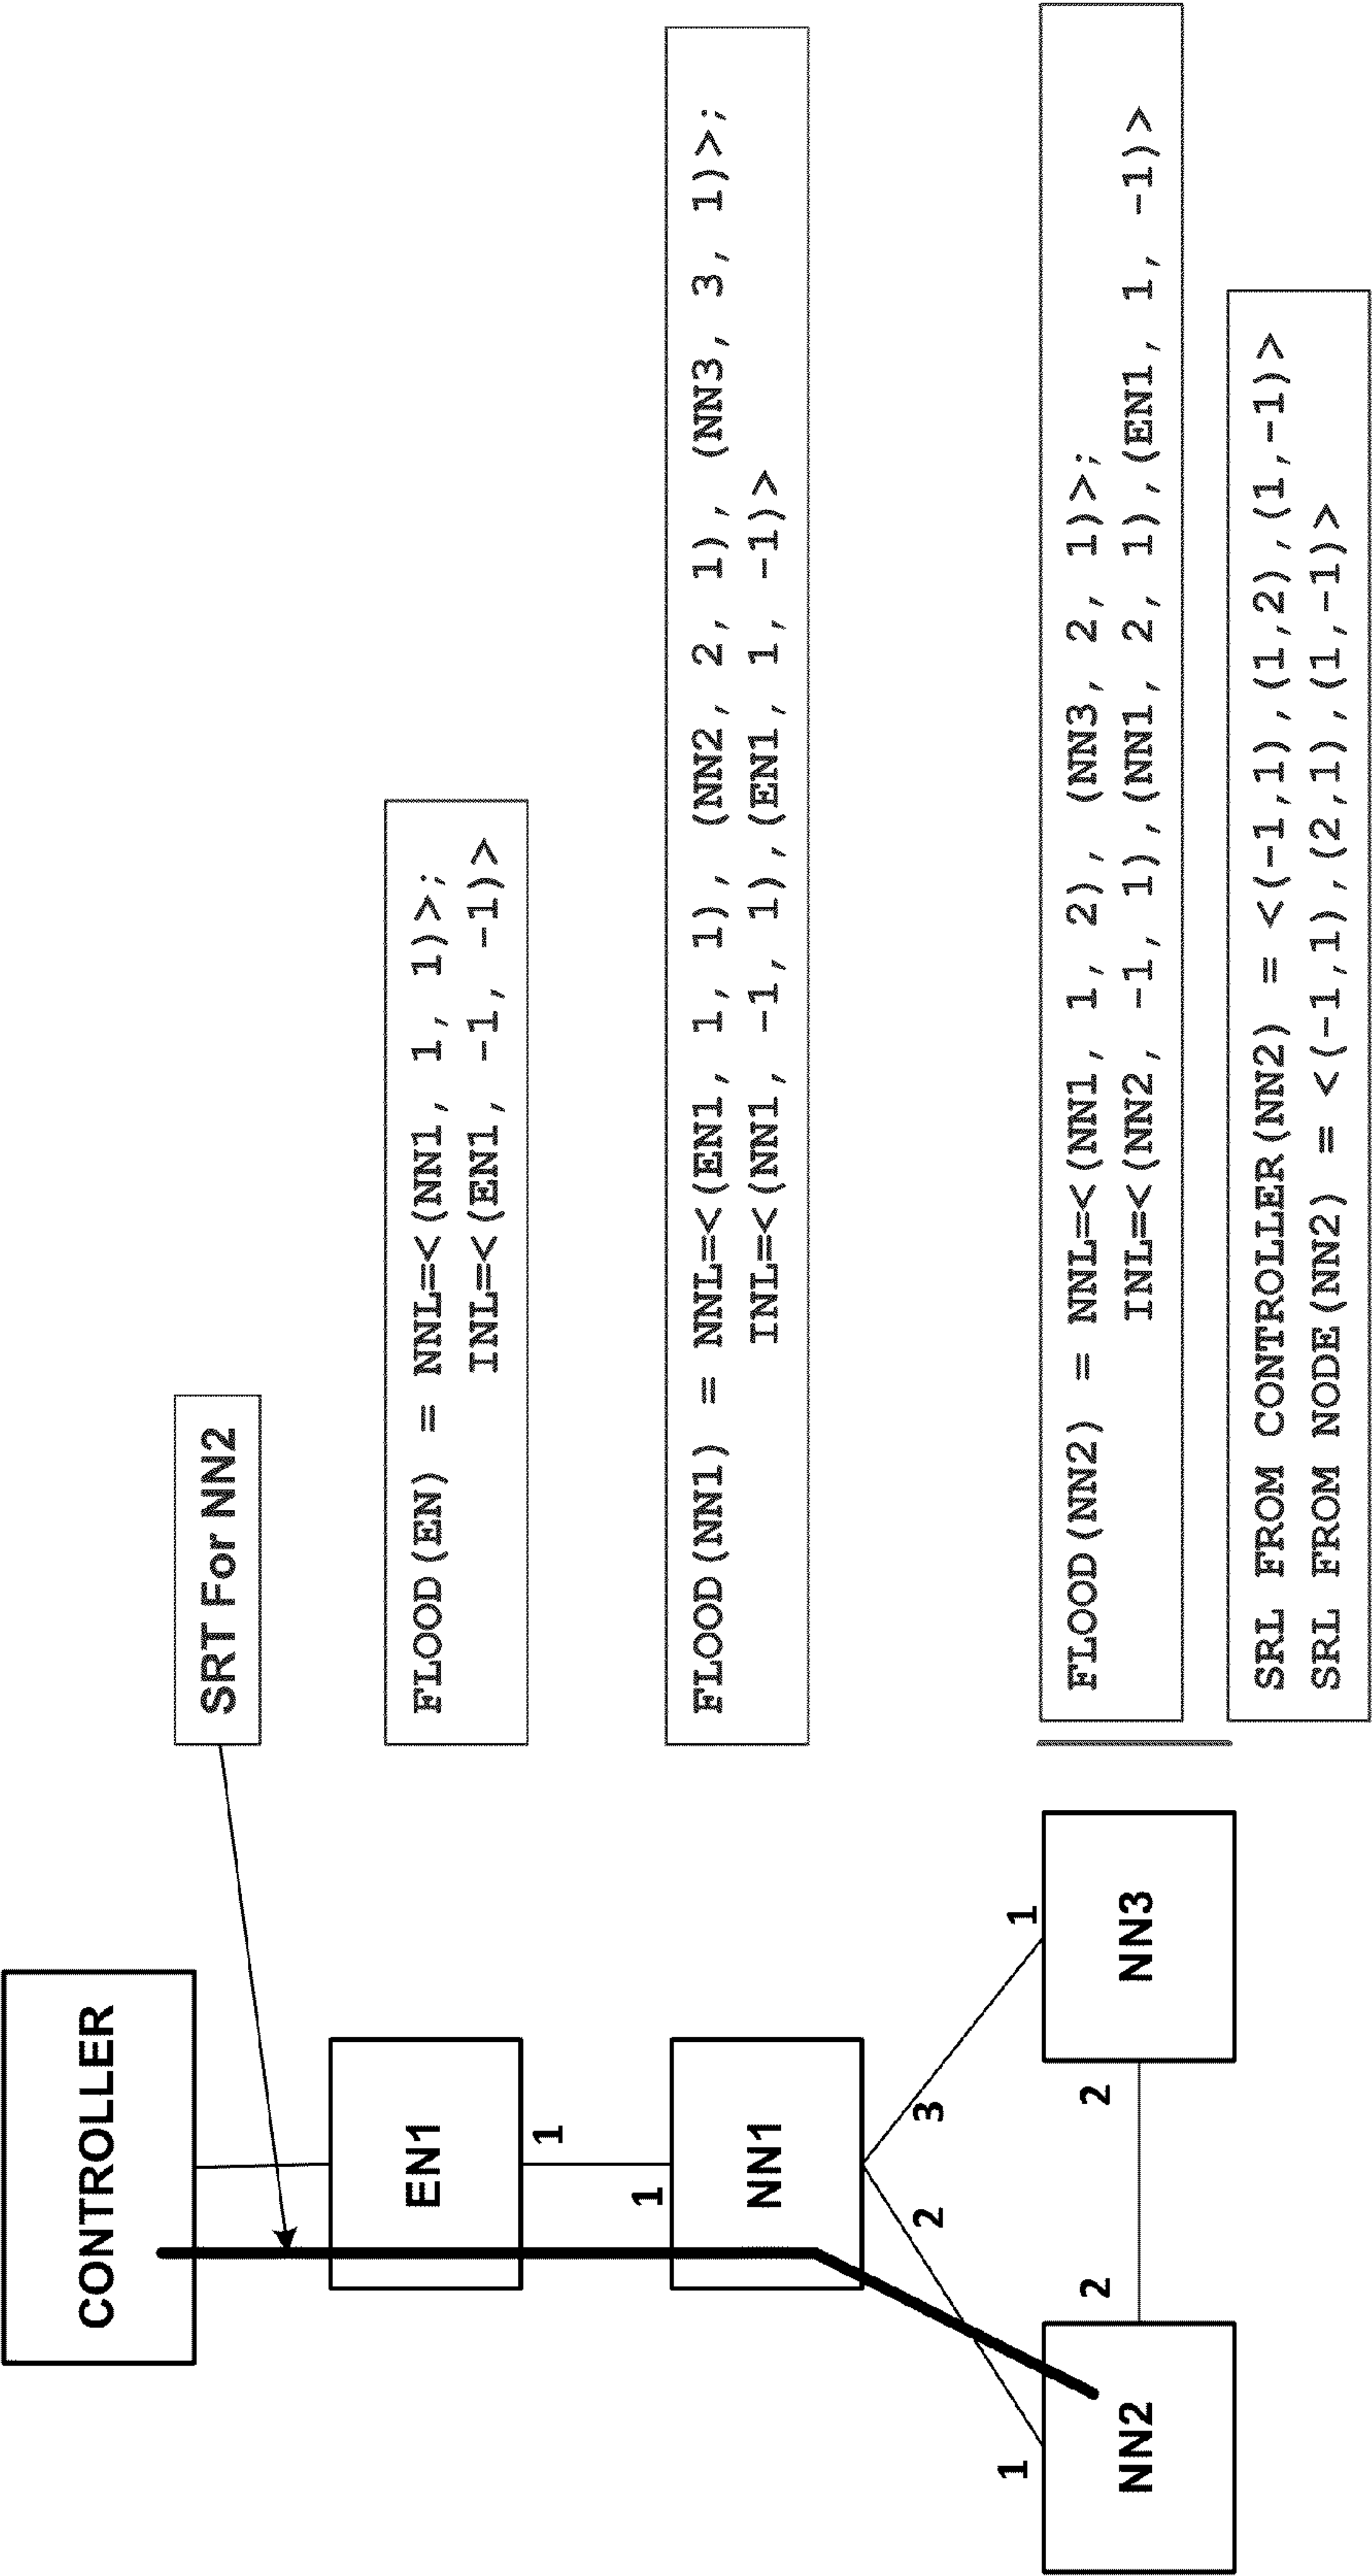 CONTROLLER
SRT For NN2
EN1
1
FLOOD(EN) = NNL=<(NN1, 1, 1)>;
INL=<(EN1, -1, -1)>
1
NN1
2
3
FLOOD(NN1) = NNL=<(EN1, 1, 1), (NN2, 2, 1), (NN3, 3, 1)>;
INL=<(NN1, -1, 1),(EN1, 1, -1)>
1
1
NN2
2
2
NN3
FLOOD(NN2) = NNL=<(NN1, 1, 2), (NN3, 2, 1)>;
INL=<(NN2, -1, 1),(NN1, 2, 1),(EN1, 1, -1)>
SRL FROM CONTROLLER(NN2) = <(-1,1),(1,2),(1,-1)>
SRL FROM NODE(NN2) = <(-1,1),(2,1),(1,-1)>